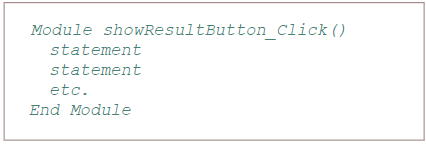 Module showResultButton_Click()
statement
statement
etc.
End Module